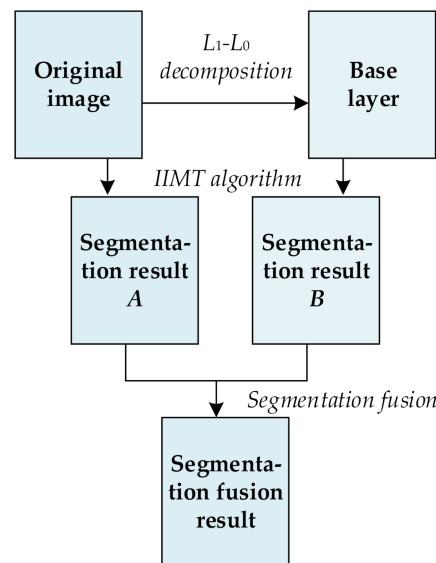 Original
image
L1-L0
decomposition
Base
layer
IIMT algorithm
Segmenta-
tion result
A
Segmenta-
tion result
B
Segmentation fusion
Segmenta-
tion fusion
result